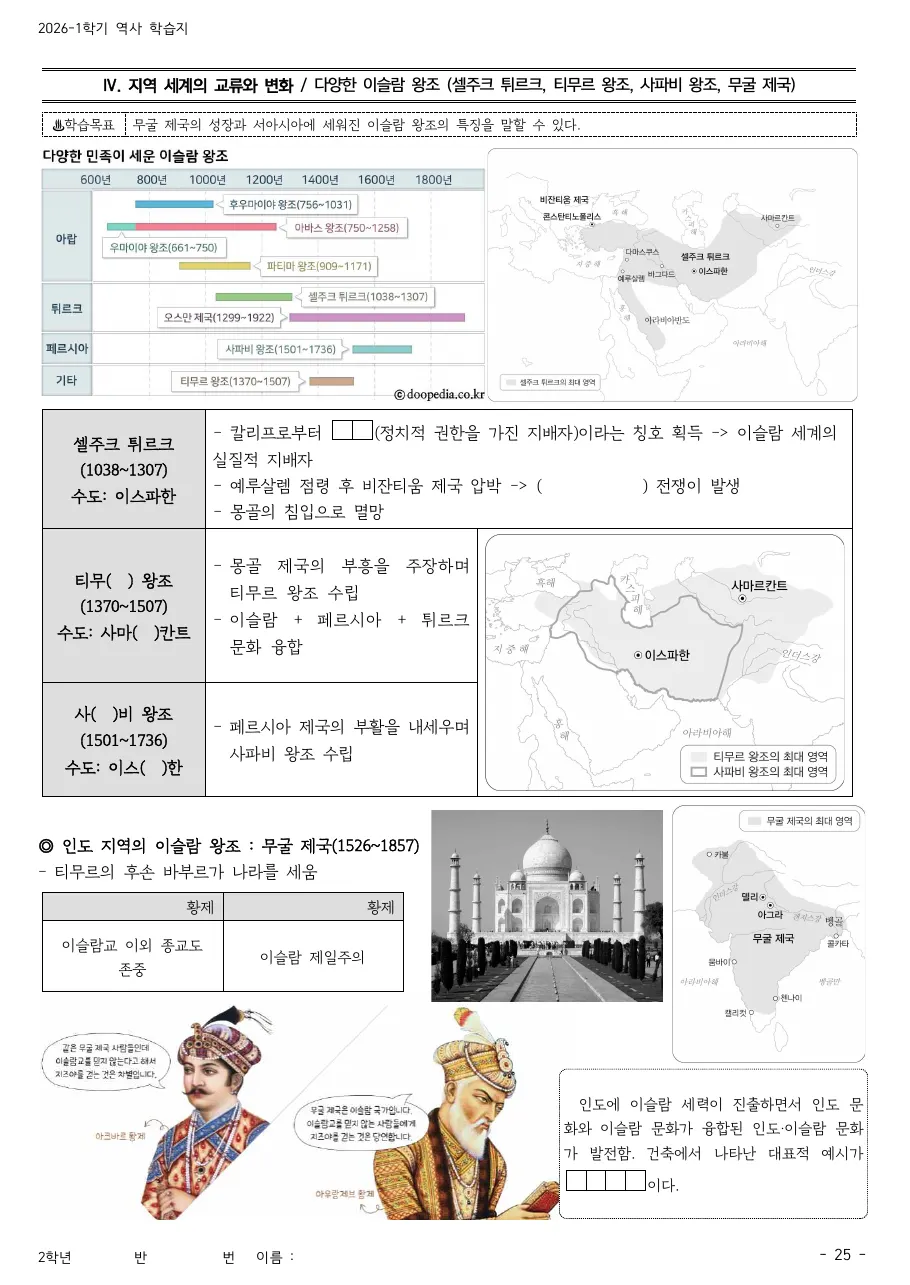 2026-1학기 역사 학습지
Ⅳ. 지역 세계의 교류와 변화 / 다양한 이슬람 왕조 (셀주크 튀르크, 티무르 왕조, 사파비 왕조, 무굴 제국)
♨학습목표 무굴 제국의 성장과 서아시아에 세워진 이슬람 왕조의 특징을 말할 수 있다.
다양한 민족이 세운 이슬람 왕조
600년 800년 1000년 1200년 1400년 1600년 1800년
아랍
후우마이야 왕조(756~1031)
아바스 왕조(750~1258)
우마이야 왕조(661~750)
파티마 왕조(909~1171)
튀르크
셀주크 튀르크(1038~1307)
오스만 제국(1299~1922)
페르시아
사파비 왕조(1501~1736)
기타
티무르 왕조(1370~1507)
ⓒdoopedia.co.kr
비잔티움 제국
콘스탄티노폴리스
흑해
카스피해
사마르칸트
지중해
다마스쿠스
셀주크 튀르크
예루살렘
바그다드
이스파한
인더스강
홍해
아라비아반도
아라비아해
셀주크 튀르크의 최대 영역
셀주크 튀르크
(1038~1307)
수도: 이스파한
- 칼리프로부터 □□(정치적 권한을 가진 지배자)이라는 칭호 획득 -> 이슬람 세계의
실질적 지배자
- 예루살렘 점령 후 비잔티움 제국 압박 -> ( ) 전쟁이 발생
- 몽골의 침입으로 멸망
티무( ) 왕조
(1370~1507)
수도: 사마( )칸트
- 몽골 제국의 부흥을 주장하며
티무르 왕조 수립
- 이슬람 + 페르시아 + 튀르크
문화 융합
사( )비 왕조
(1501~1736)
수도: 이스( )한
- 페르시아 제국의 부활을 내세우며
사파비 왕조 수립
흑해
카스피해
사마르칸트
지중해
이스파한
인더스강
홍해
아라비아해
티무르 왕조의 최대 영역
사파비 왕조의 최대 영역
◎ 인도 지역의 이슬람 왕조 : 무굴 제국(1526~1857)
- 티무르의 후손 바부르가 나라를 세움
황제 황제
이슬람교 이외 종교도
존중
이슬람 제일주의
무굴 제국의 최대 영역
카불
인더스강
델리
아그라
갠지스강
벵골
무굴 제국
콜카타
뭄바이
아라비아해
벵골만
첸나이
캘리컷
같은 무굴 제국 사람들인데
이슬람교를 믿지 않는다고 해서
지즈야를 걷는 것은 차별입니다.
아크바르 황제
무굴 제국은 이슬람 국가입니다.
이슬람교를 믿지 않는 사람들에게
지즈야를 걷는 것은 당연합니다.
아우랑제브 황제
인도에 이슬람 세력이 진출하면서 인도 문
화와 이슬람 문화가 융합된 인도·이슬람 문화
가 발전함. 건축에서 나타난 대표적 예시가
□□□□이다.
2학년 반 번 이름 :
- 25 -